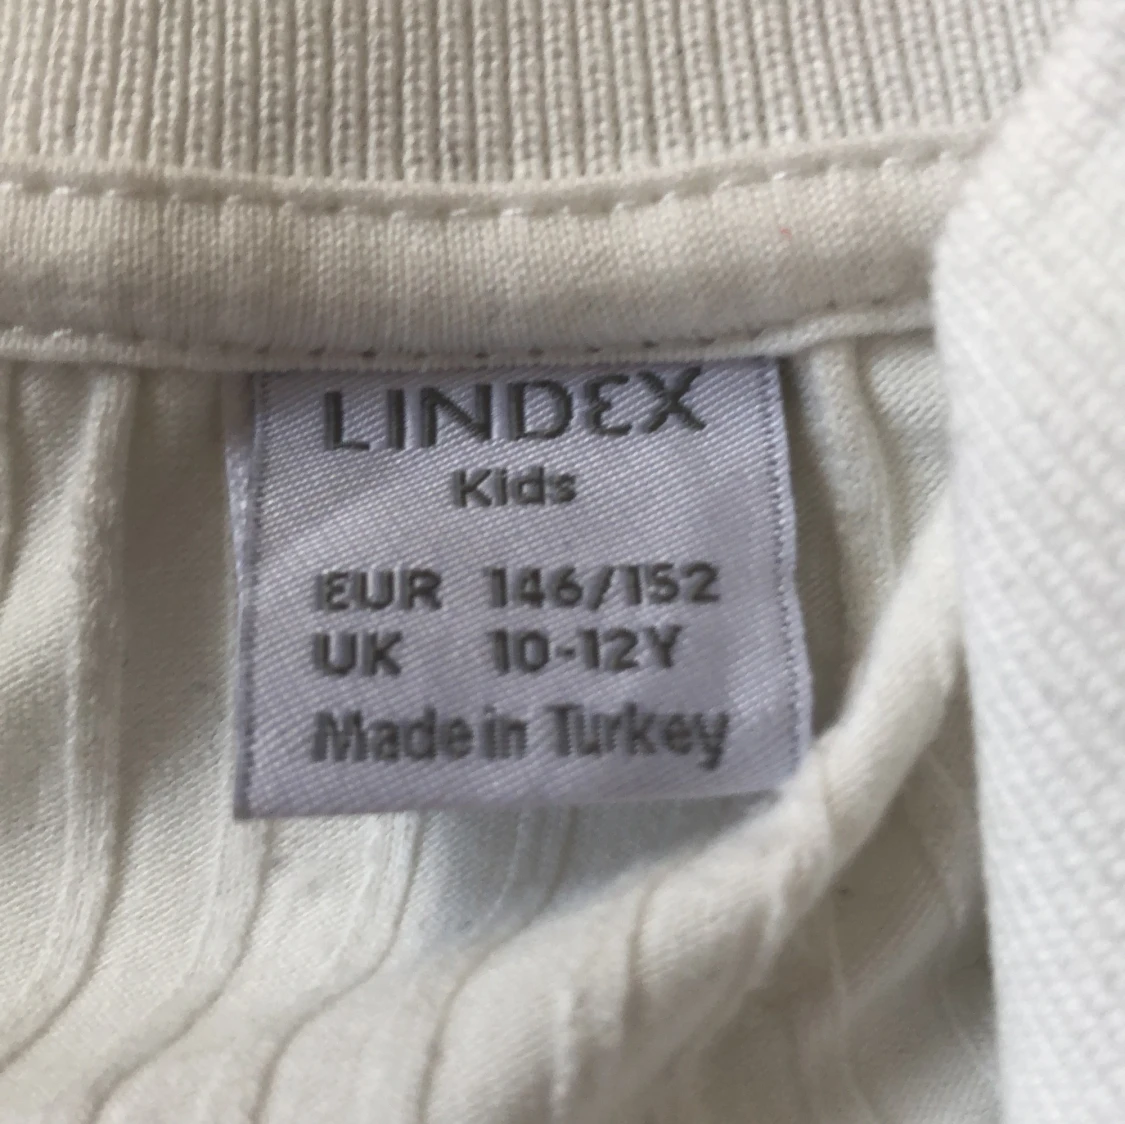 LINDEX
Kids
EUR 146/152
UK 10-12Y
Made in Turkey